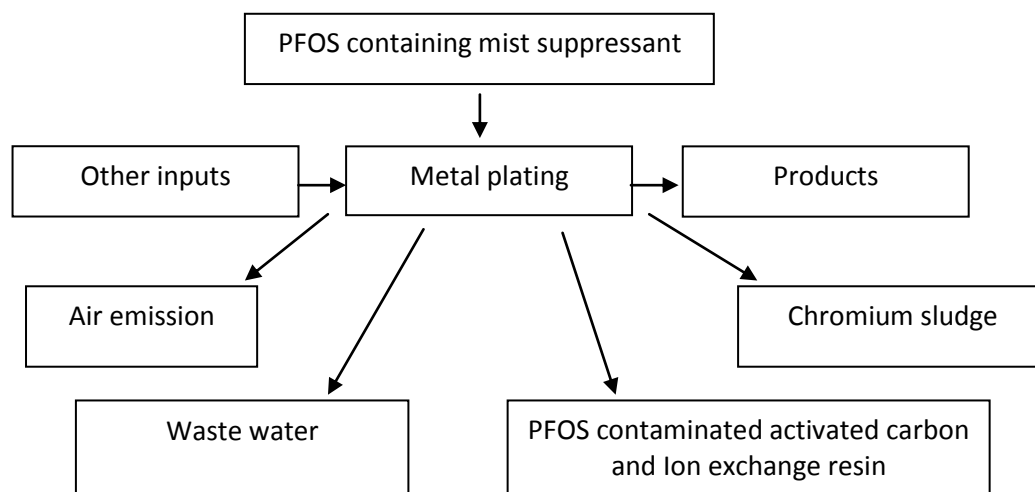 PFOS containing mist suppressant
Other inputs
Metal plating
Products
Air emission
Chromium sludge
Waste water
PFOS contaminated activated carbon
and Ion exchange resin